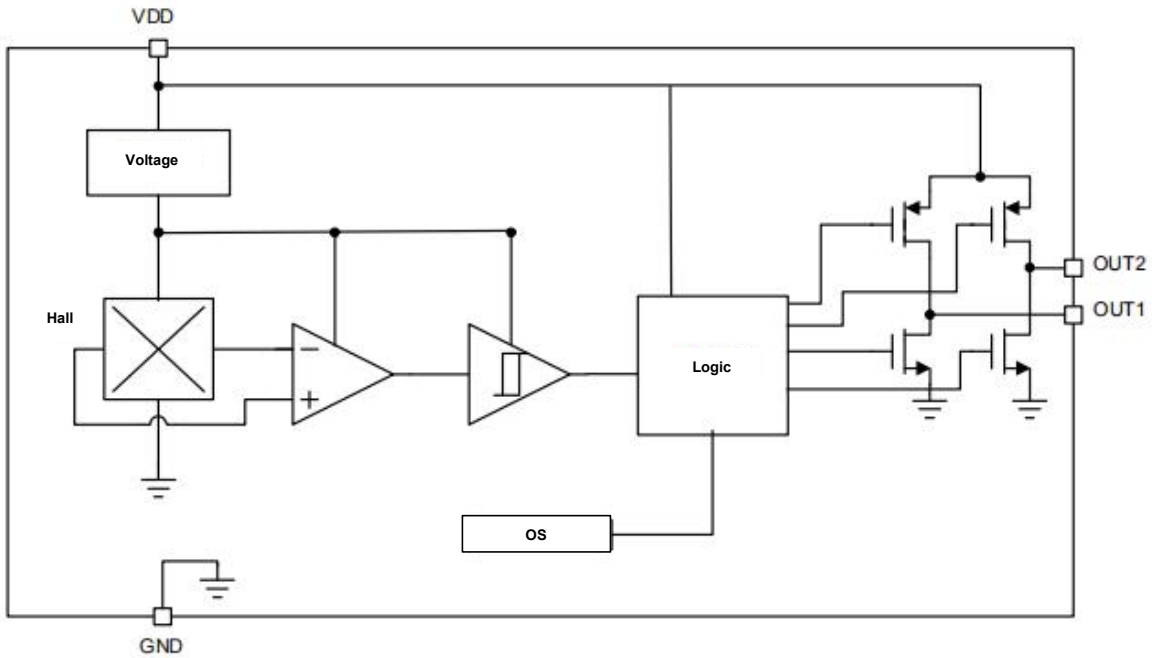 VDD
Voltage
OUT2
Hall
OUT1
−
+
Logic
OS
GND